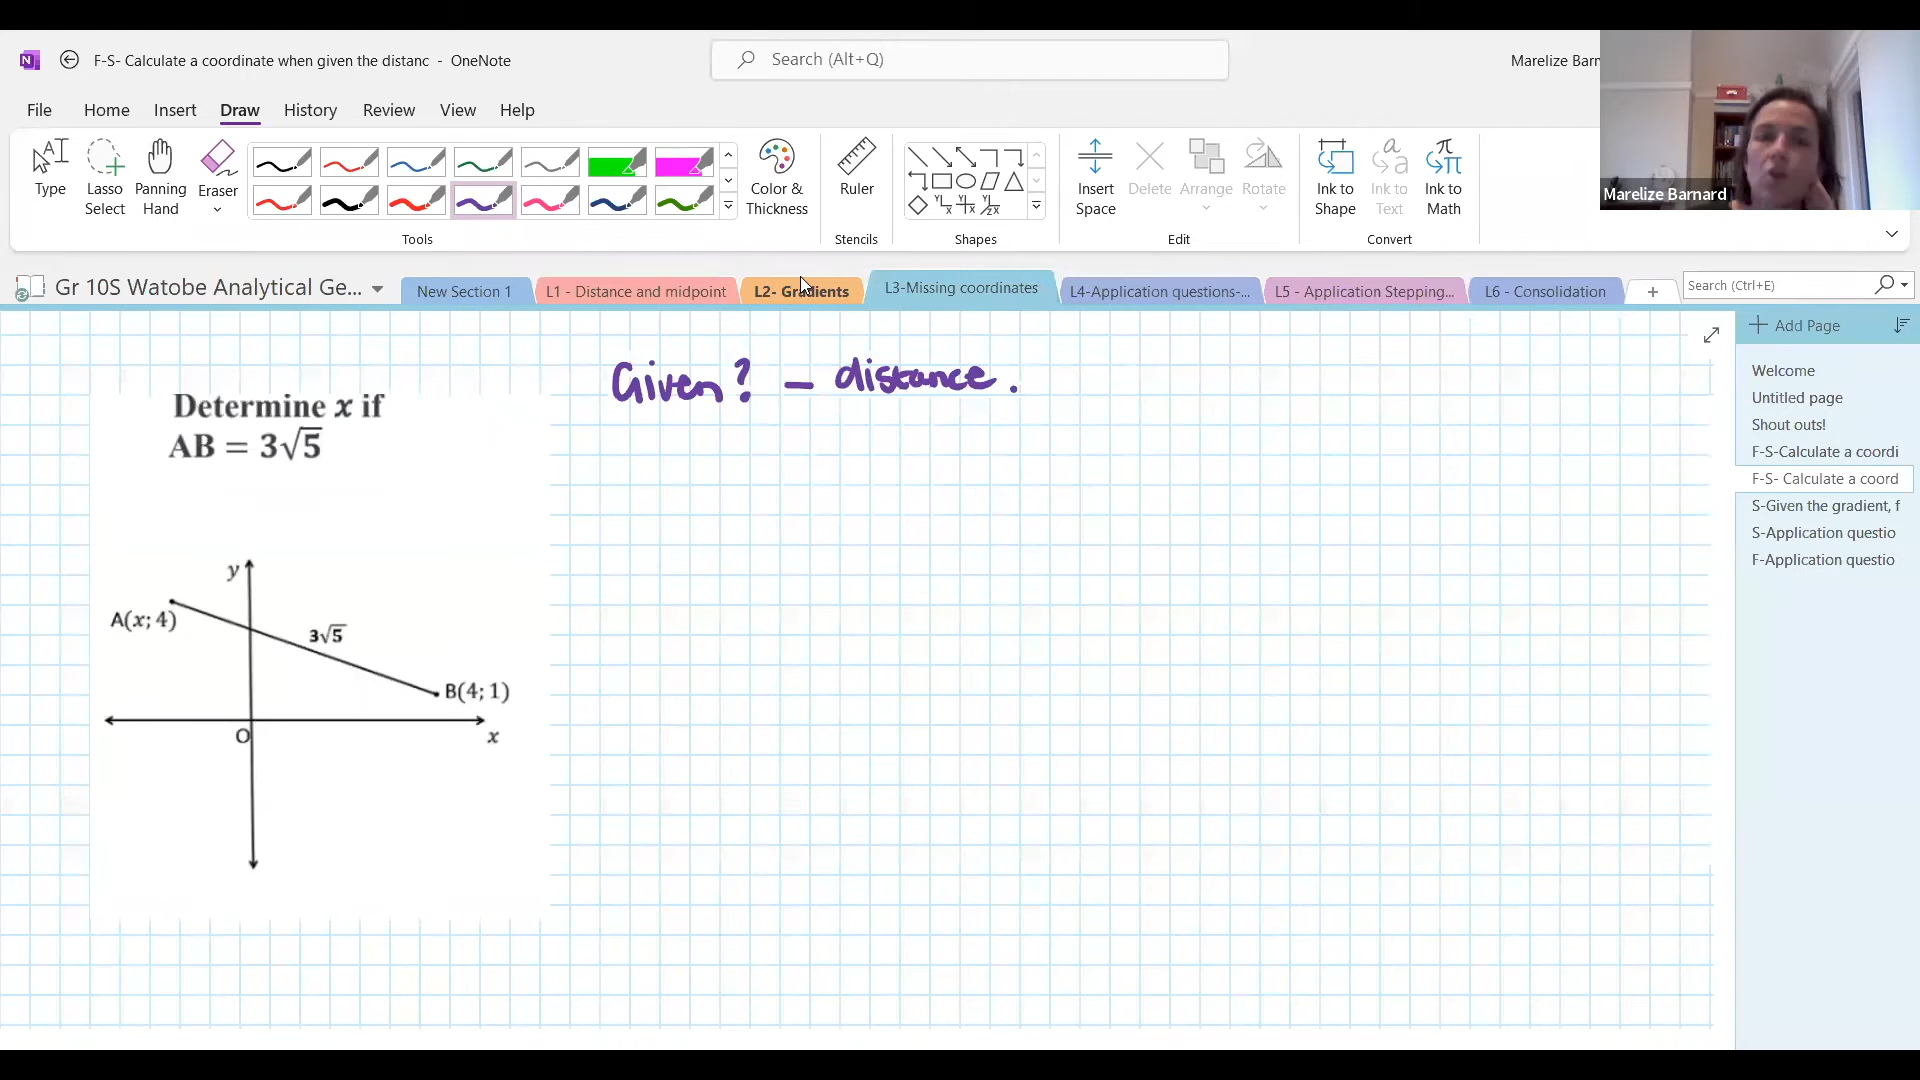 F-S- Calculate a coordinate when given the distanc - OneNote
Search (Alt+Q)
Marelize Barn
File Home Insert Draw History Review View Help
Type
Lasso Select
Panning Hand
Eraser
Color & Thickness
Ruler
Insert Space
Delete
Arrange
Rotate
Ink to Shape
Ink to Text
Ink to Math
Tools
Stencils
Shapes
Edit
Convert
Marelize Barnard
Gr 10S Watobe Analytical Ge...
New Section 1
L1 - Distance and midpoint
L2- Gradients
L3-Missing coordinates
L4-Application questions-...
L5 - Application Stepping...
L6 - Consolidation
Search (Ctrl+E)
Add Page
Welcome
Untitled page
Shout outs!
F-S-Calculate a coordi
F-S- Calculate a coord
S-Given the gradient, f
S-Application questio
F-Application questio
Given? – distance.
Determine x if
AB = 3√5
y
A(x; 4)
3√5
B(4; 1)
O
x